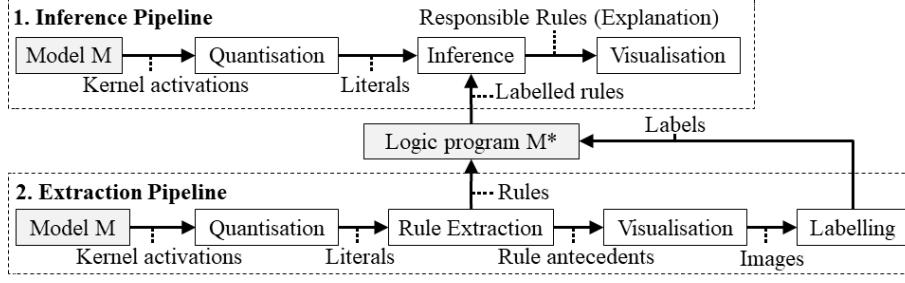 1. Inference Pipeline
Responsible Rules (Explanation)
Model M
Quantisation
Inference
Visualisation
Kernel activations
Literals
Labelled rules
Logic program M*
Labels
2. Extraction Pipeline
Rules
Model M
Quantisation
Rule Extraction
Visualisation
Labelling
Kernel activations
Literals
Rule antecedents
Images